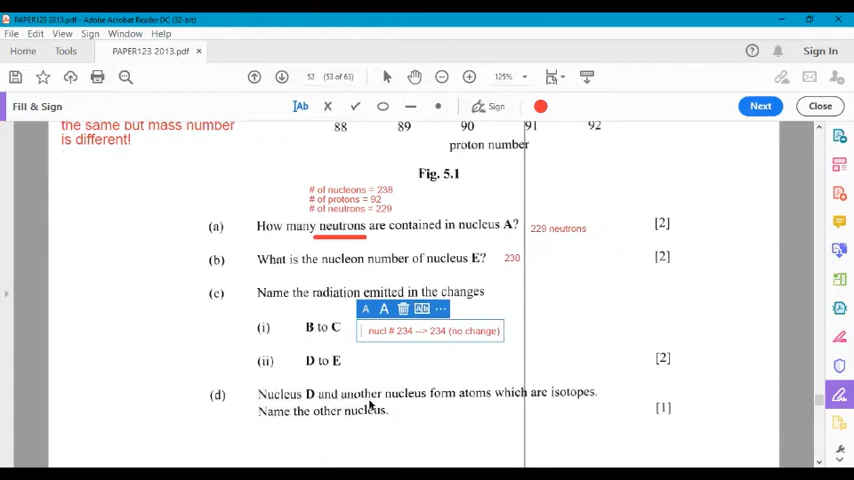 PAPER123 2013.pdf - Adobe Acrobat Reader DC (32-bit)
File Edit View Sign Window Help
Home Tools PAPER123 2013.pdf × Sign In
52 (53 of 63) 125%
Fill & Sign Ab Sign Next Close
the same but mass number
is different!
88 89 90 91 92
proton number
Fig. 5.1
# of nucleons = 238
# of protons = 92
# of neutrons = 229
(a) How many neutrons are contained in nucleus A? 229 neutrons [2]
(b) What is the nucleon number of nucleus E? 230 [2]
(c) Name the radiation emitted in the changes
A A Ab ...
(i) B to C nucl # 234 --> 234 (no change)
(ii) D to E [2]
(d) Nucleus D and another nucleus form atoms which are isotopes.
Name the other nucleus. [1]